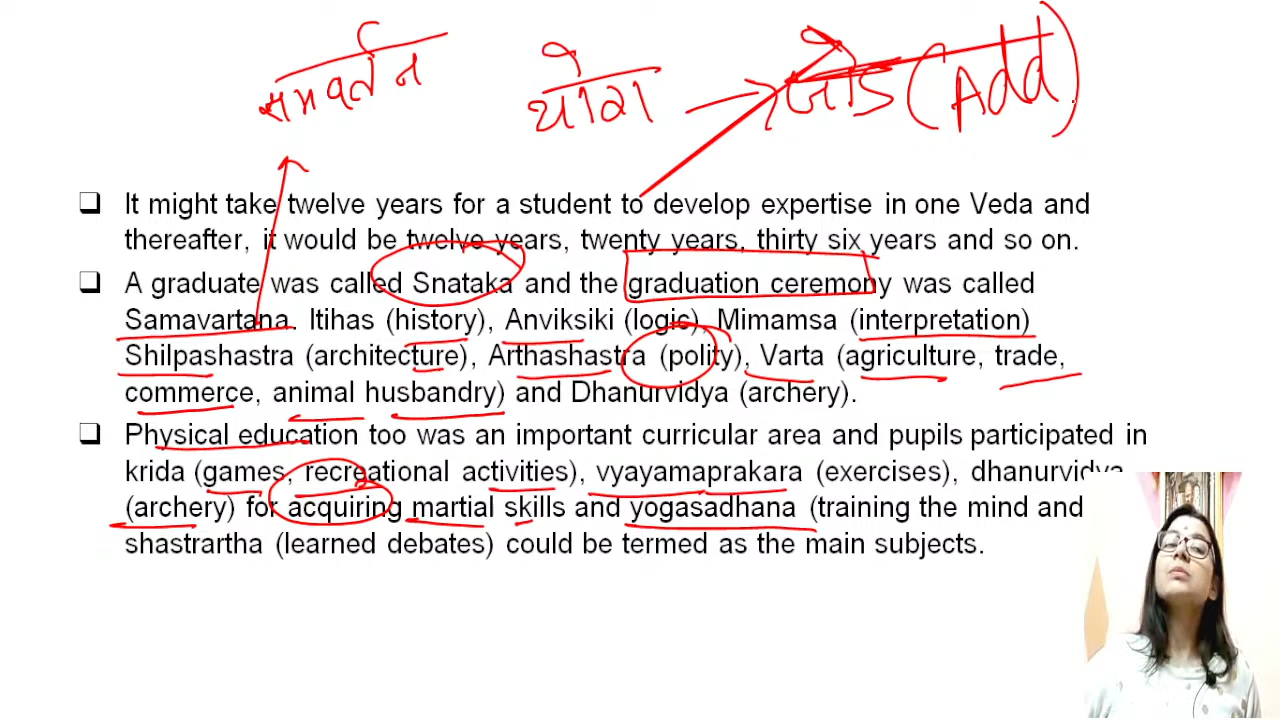 समवर्तन योग जोड (Add)
It might take twelve years for a student to develop expertise in one Veda and
thereafter, it would be twelve years, twenty years, thirty six years and so on.
A graduate was called Snataka and the graduation ceremony was called
Samavartana. Itihas (history), Anviksiki (logic), Mimamsa (interpretation)
Shilpashastra (architecture), Arthashastra (polity), Varta (agriculture, trade,
commerce, animal husbandry) and Dhanurvidya (archery).
Physical education too was an important curricular area and pupils participated in
krida (games, recreational activities), vyayamaprakara (exercises), dhanurvidya
(archery) for acquiring martial skills and yogasadhana (training the mind and
shastrartha (learned debates) could be termed as the main subjects.